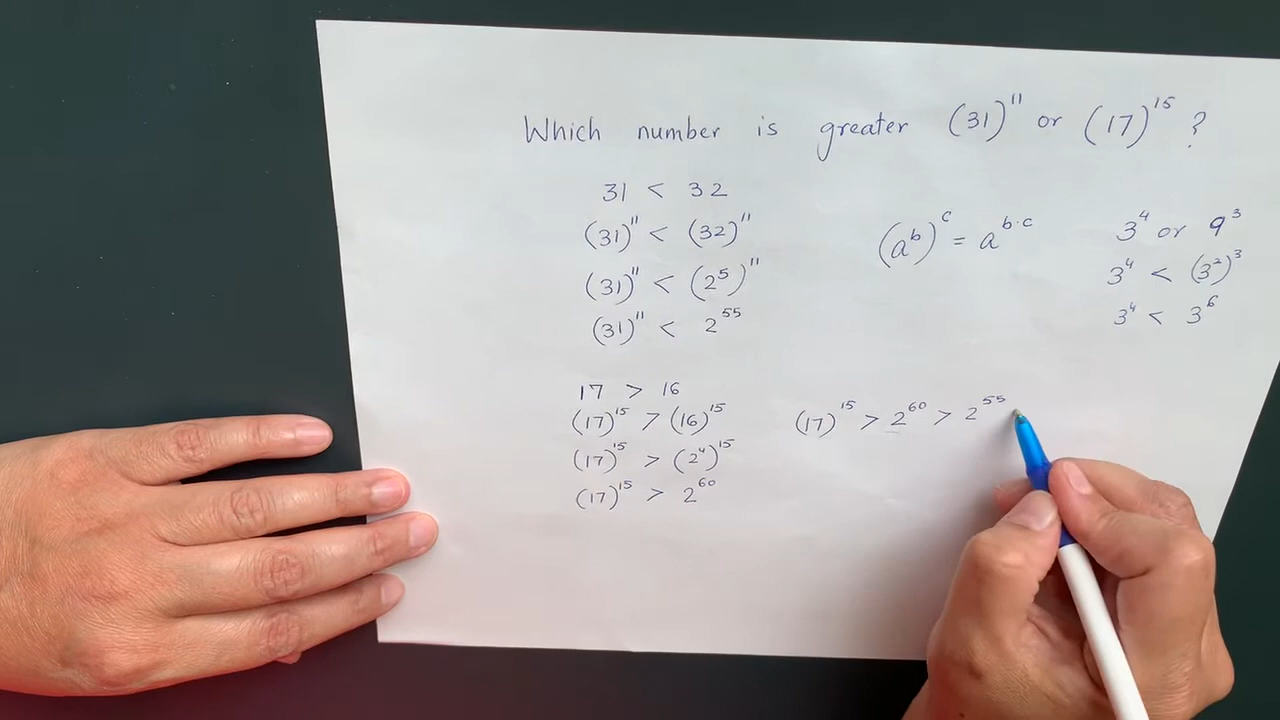 Which number is greater (31)^11 or (17)^15 ?
31 < 32
(31)^11 < (32)^11
(31)^11 < (2^5)^11
(31)^11 < 2^55
(a^b)^c = a^b·c
3^4 or 9^3
3^4 < (3^2)^3
3^4 < 3^6
17 > 16
(17)^15 > (16)^15
(17)^15 > (2^4)^15
(17)^15 > 2^60
(17)^15 > 2^60 > 2^55